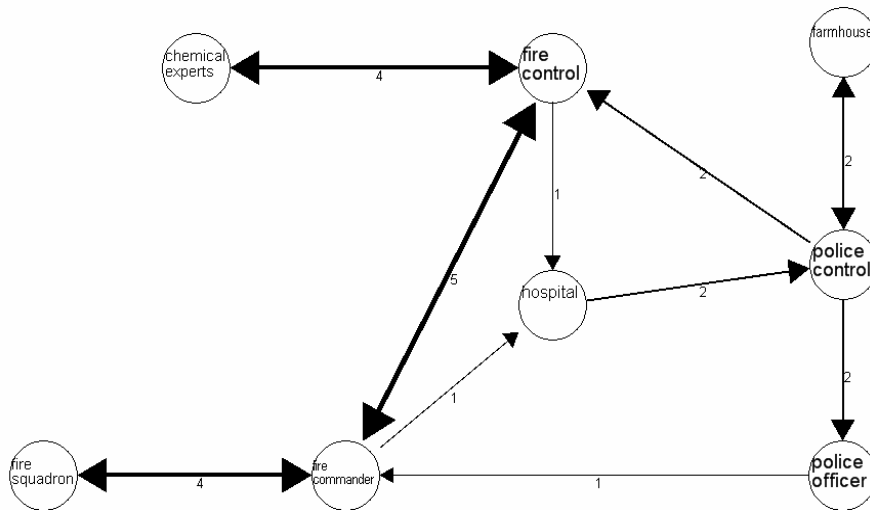 farmhouse
chemical
experts
fire
control
4
2
2
1
police
control
5
hospital
2
2
1
fire
squadron
fire
commander
police
officer
4
1